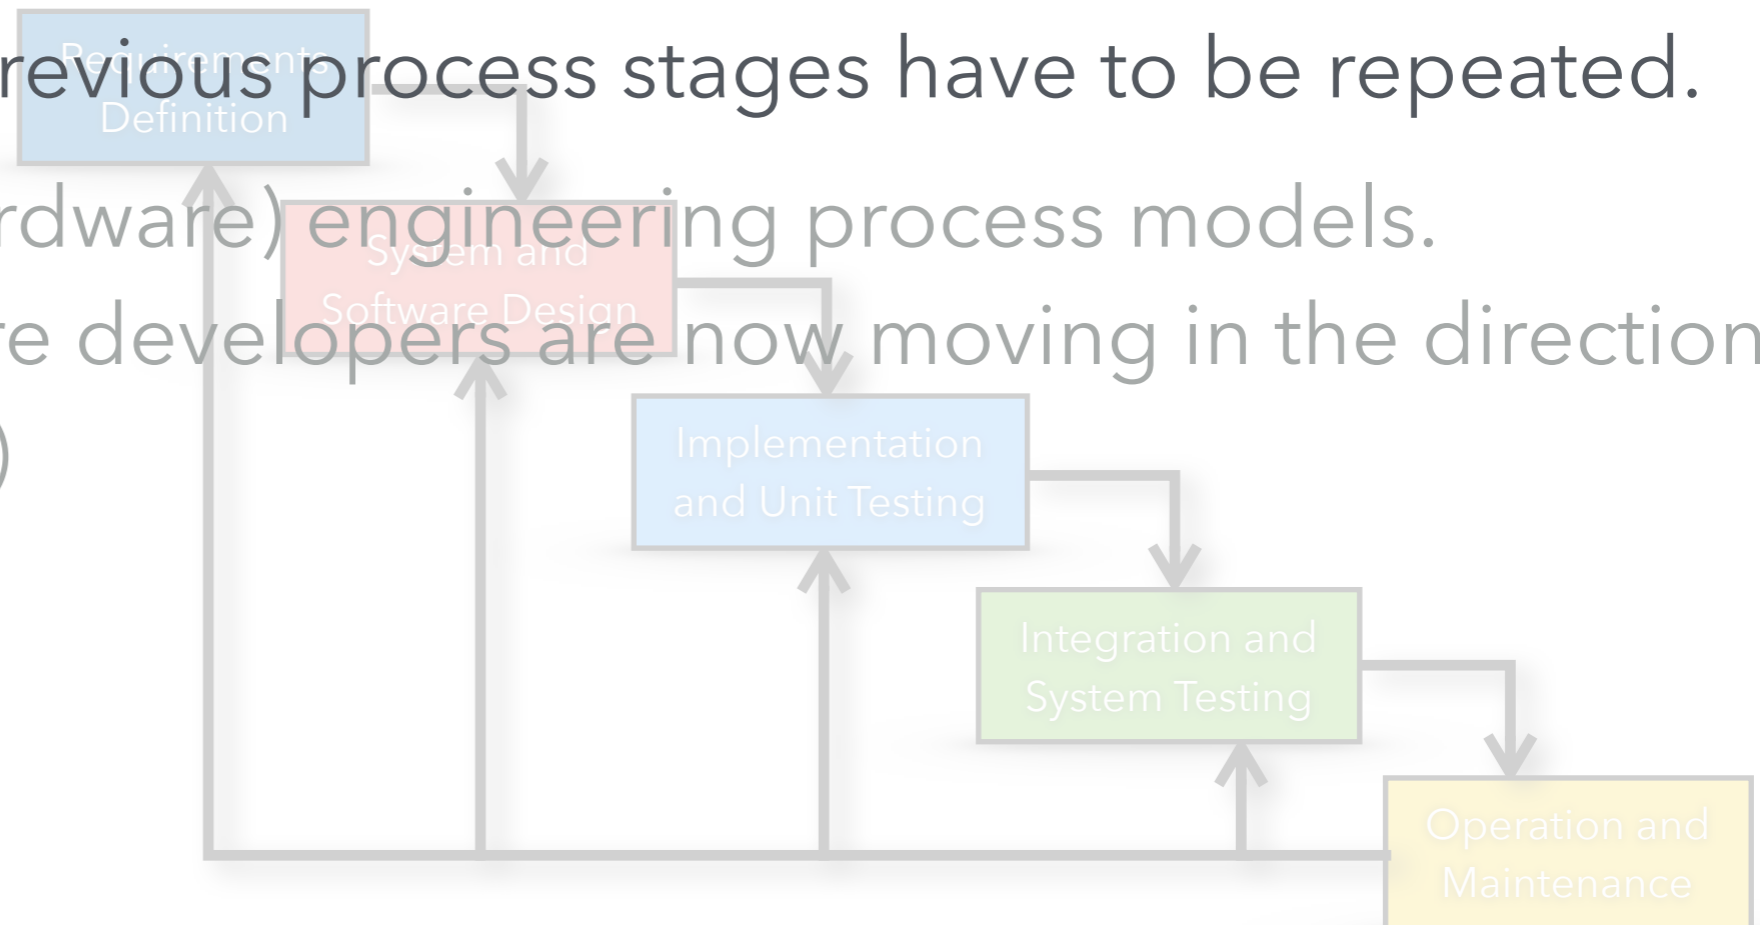 revious process stages have to be repeated.
rdware) engineering process models.
re developers are now moving in the direction
)
Requirements
Definition
System and
Software Design
Implementation
and Unit Testing
Integration and
System Testing
Operation and
Maintenance